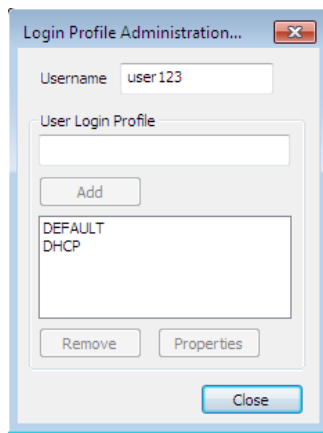 Login Profile Administration...
Username user123
User Login Profile
Add
DEFAULT
DHCP
Remove Properties
Close